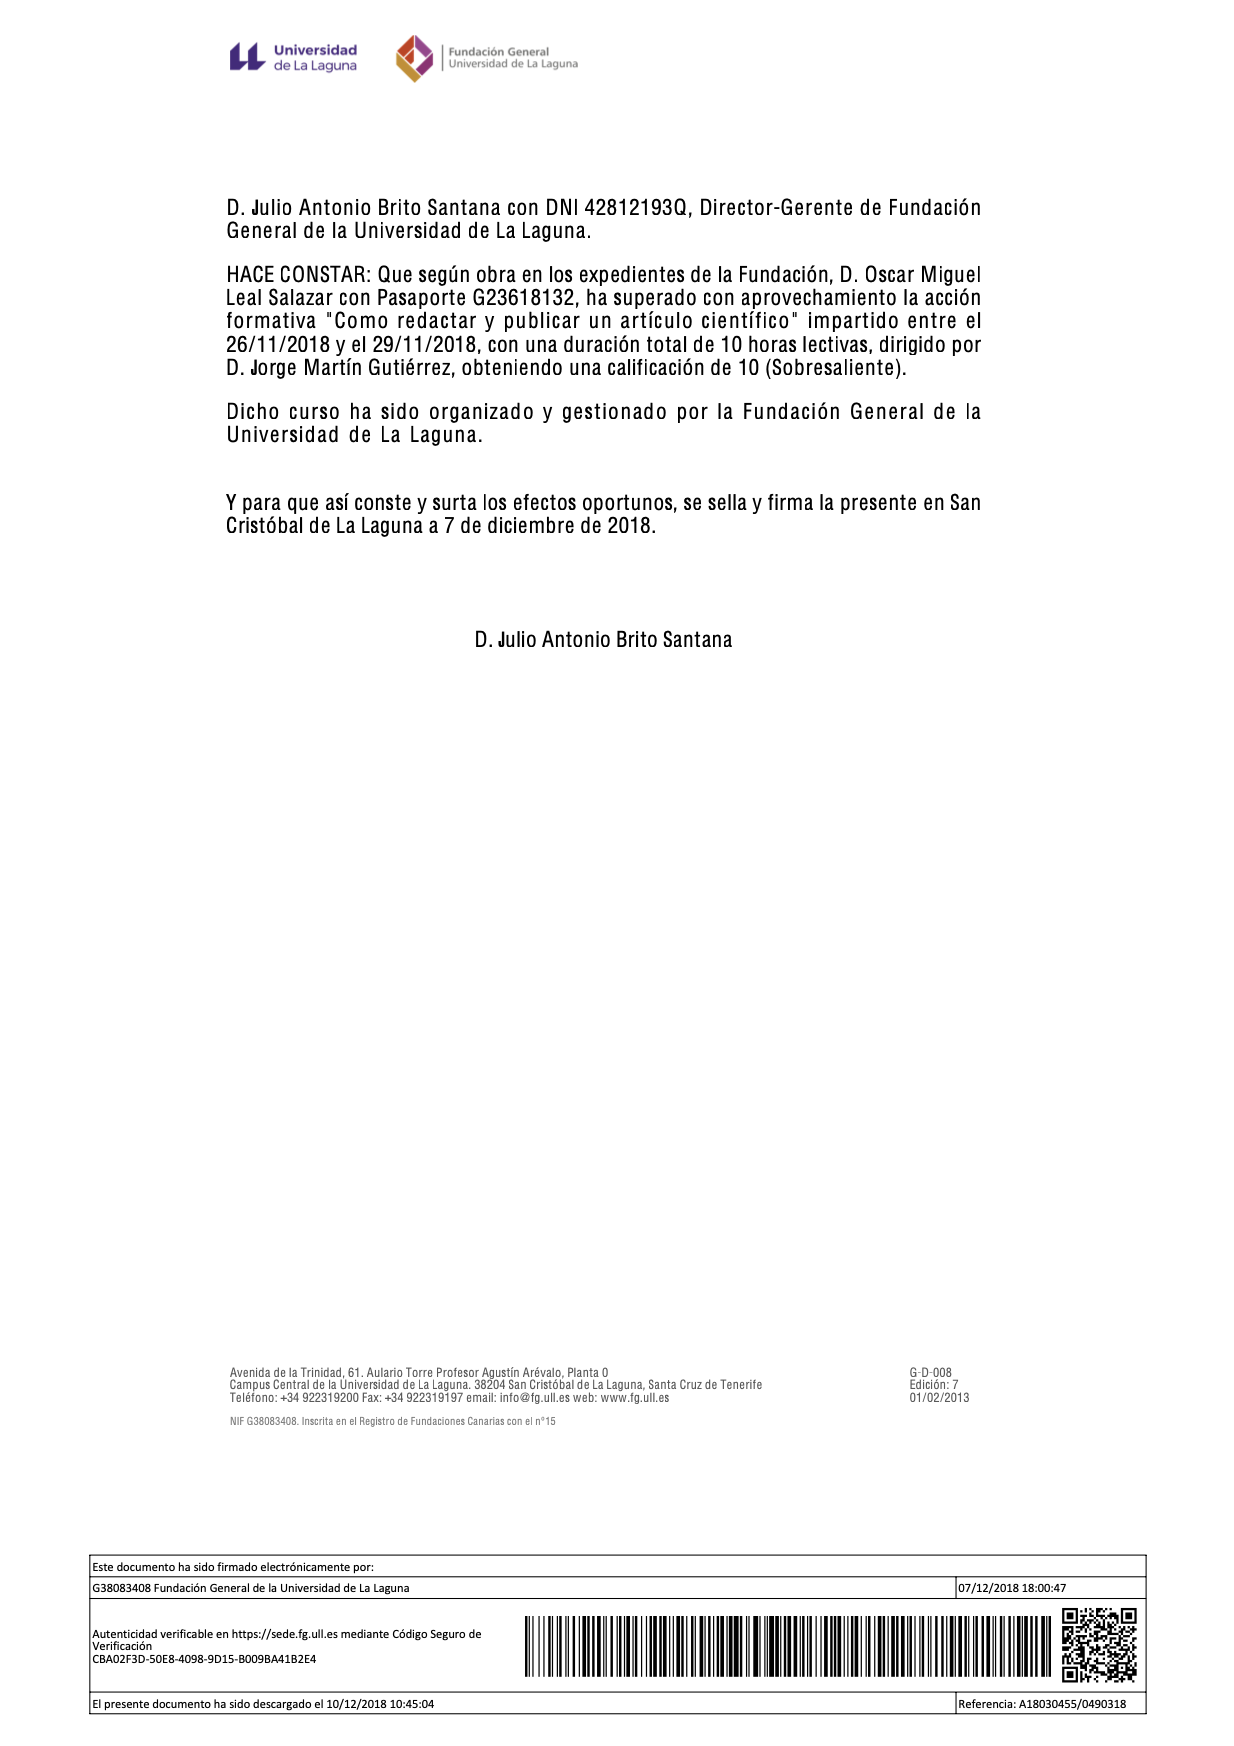 Universidad
de La Laguna
Fundación General
Universidad de La Laguna
D. Julio Antonio Brito Santana con DNI 42812193Q, Director-Gerente de Fundación
General de la Universidad de La Laguna.
HACE CONSTAR: Que según obra en los expedientes de la Fundación, D. Oscar Miguel
Leal Salazar con Pasaporte G23618132, ha superado con aprovechamiento la acción
formativa "Como redactar y publicar un artículo científico" impartido entre el
26/11/2018 y el 29/11/2018, con una duración total de 10 horas lectivas, dirigido por
D. Jorge Martín Gutiérrez, obteniendo una calificación de 10 (Sobresaliente).
Dicho curso ha sido organizado y gestionado por la Fundación General de la
Universidad de La Laguna.
Y para que así conste y surta los efectos oportunos, se sella y firma la presente en San
Cristóbal de La Laguna a 7 de diciembre de 2018.
D. Julio Antonio Brito Santana
Avenida de la Trinidad, 61. Aulario Torre Profesor Agustín Arévalo, Planta 0
Campus Central de la Universidad de La Laguna. 38204 San Cristóbal de La Laguna, Santa Cruz de Tenerife
Teléfono: +34 922319200 Fax: +34 922319197 email: info@fg.ull.es web: www.fg.ull.es
NIF G38083408. Inscrita en el Registro de Fundaciones Canarias con el nº15
G-D-008
Edición: 7
01/02/2013
Este documento ha sido firmado electrónicamente por:
G38083408 Fundación General de la Universidad de La Laguna
07/12/2018 18:00:47
Autenticidad verificable en https://sede.fg.ull.es mediante Código Seguro de
Verificación
CBA02F3D-50E8-4098-9D15-B009BA41B2E4
El presente documento ha sido descargado el 10/12/2018 10:45:04
Referencia: A18030455/0490318